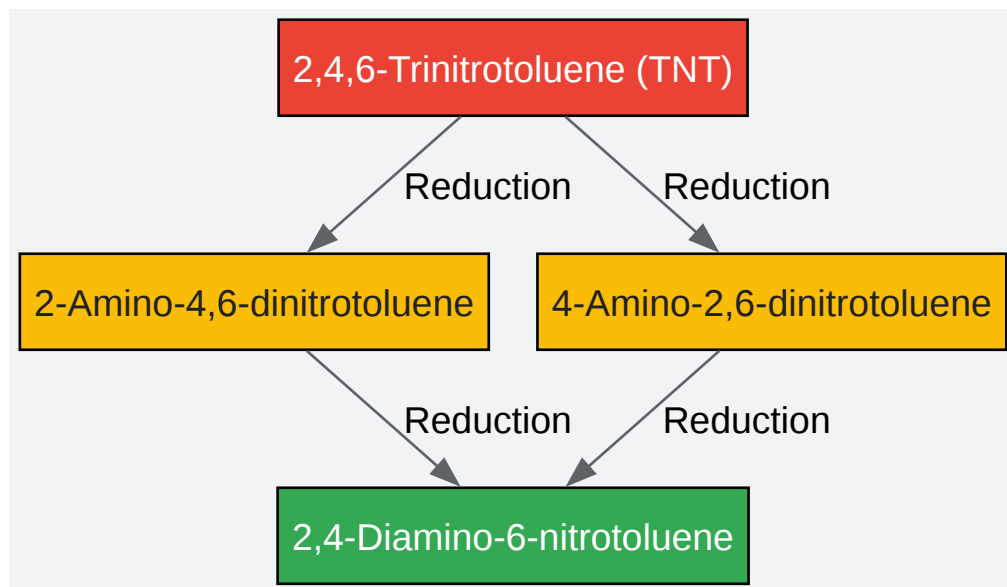 2,4,6-Trinitrotoluene (TNT)
Reduction
Reduction
2-Amino-4,6-dinitrotoluene
4-Amino-2,6-dinitrotoluene
Reduction
Reduction
2,4-Diamino-6-nitrotoluene